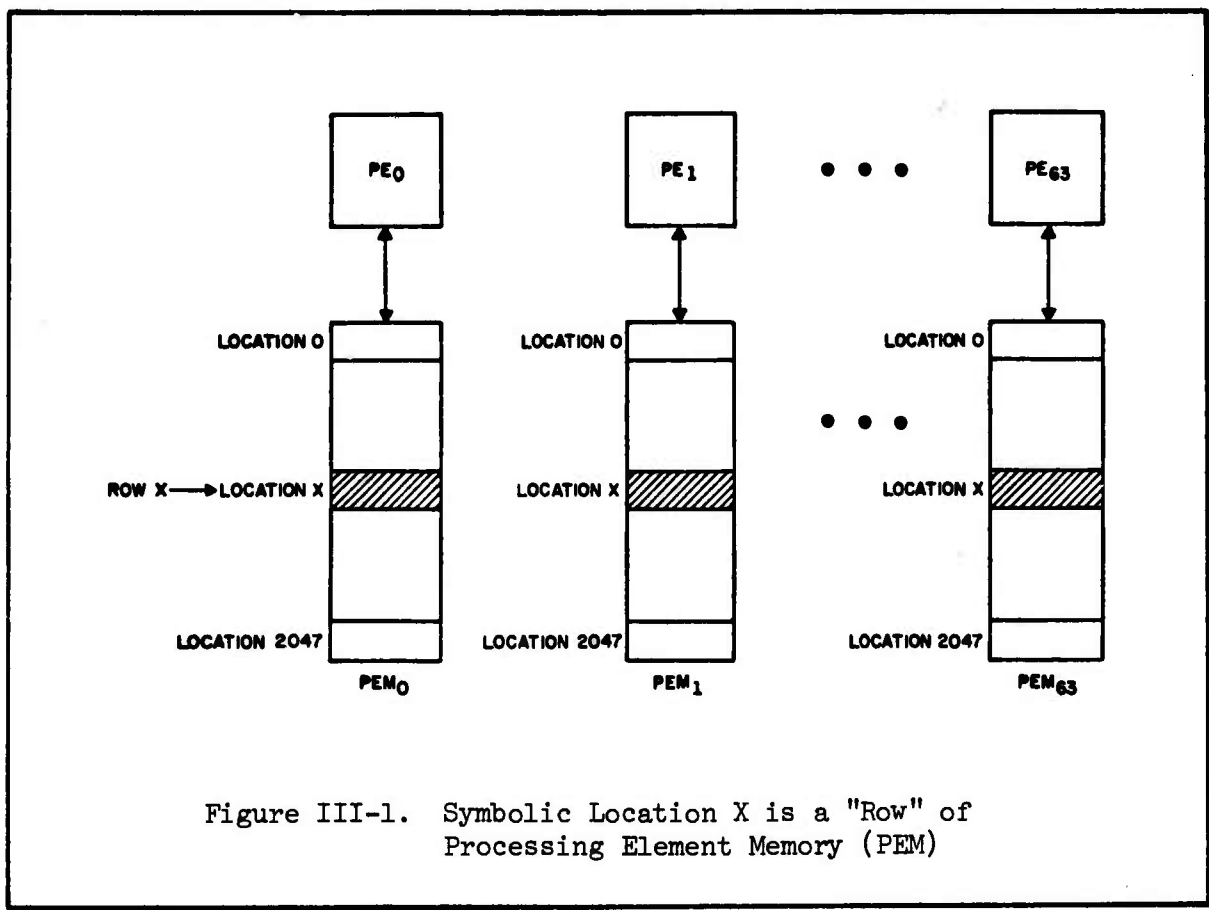 PE0 PE1 PE63
LOCATION 0 LOCATION 0 LOCATION 0
ROW X LOCATION X LOCATION X LOCATION X
LOCATION 2047 LOCATION 2047 LOCATION 2047
PEM0 PEM1 PEM63
Figure III-1. Symbolic Location X is a "Row" of
Processing Element Memory (PEM)